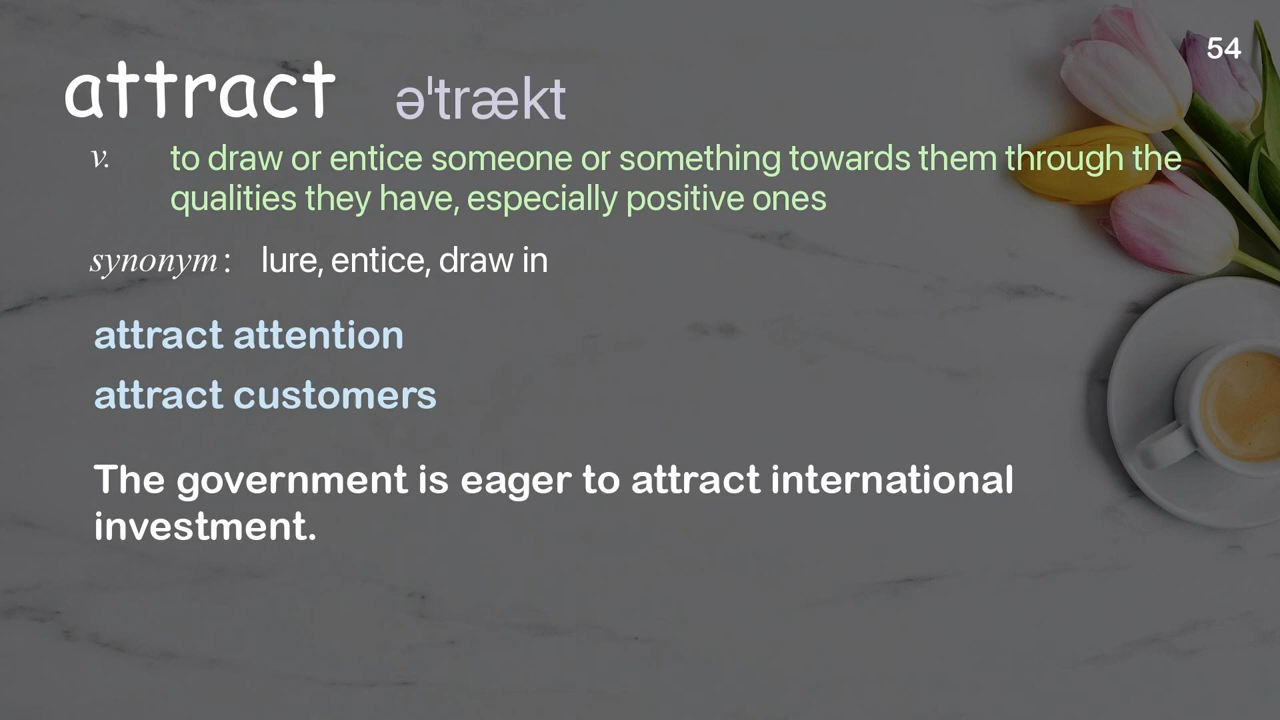 54
attract əˈtrækt
v. to draw or entice someone or something towards them through the
qualities they have, especially positive ones
synonym : lure, entice, draw in
attract attention
attract customers
The government is eager to attract international
investment.